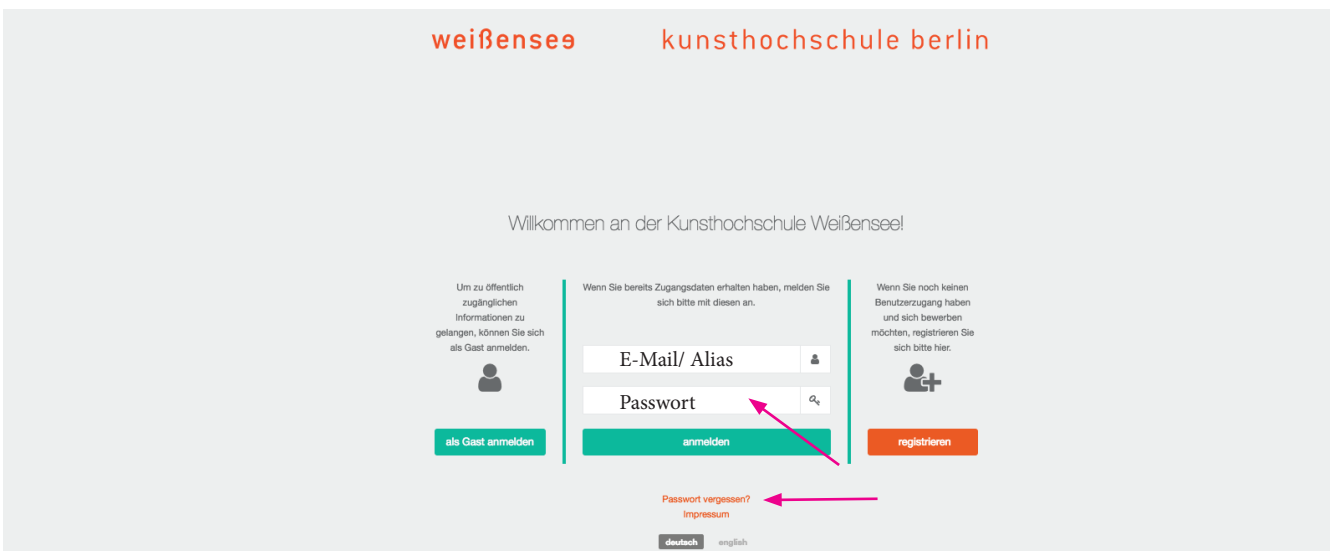 weißensee kunsthochschule berlin
Willkommen an der Kunsthochschule Weißensee!
Um zu öffentlich
zugänglichen
Informationen zu
gelangen, können Sie sich
als Gast anmelden.
als Gast anmelden
Wenn Sie bereits Zugangsdaten erhalten haben, melden Sie
sich bitte mit diesen an.
E-Mail/ Alias
Passwort
anmelden
Wenn Sie noch keinen
Benutzerzugang haben
und sich bewerben
möchten, registrieren Sie
sich bitte hier.
registrieren
Passwort vergessen?
Impressum
deutsch english